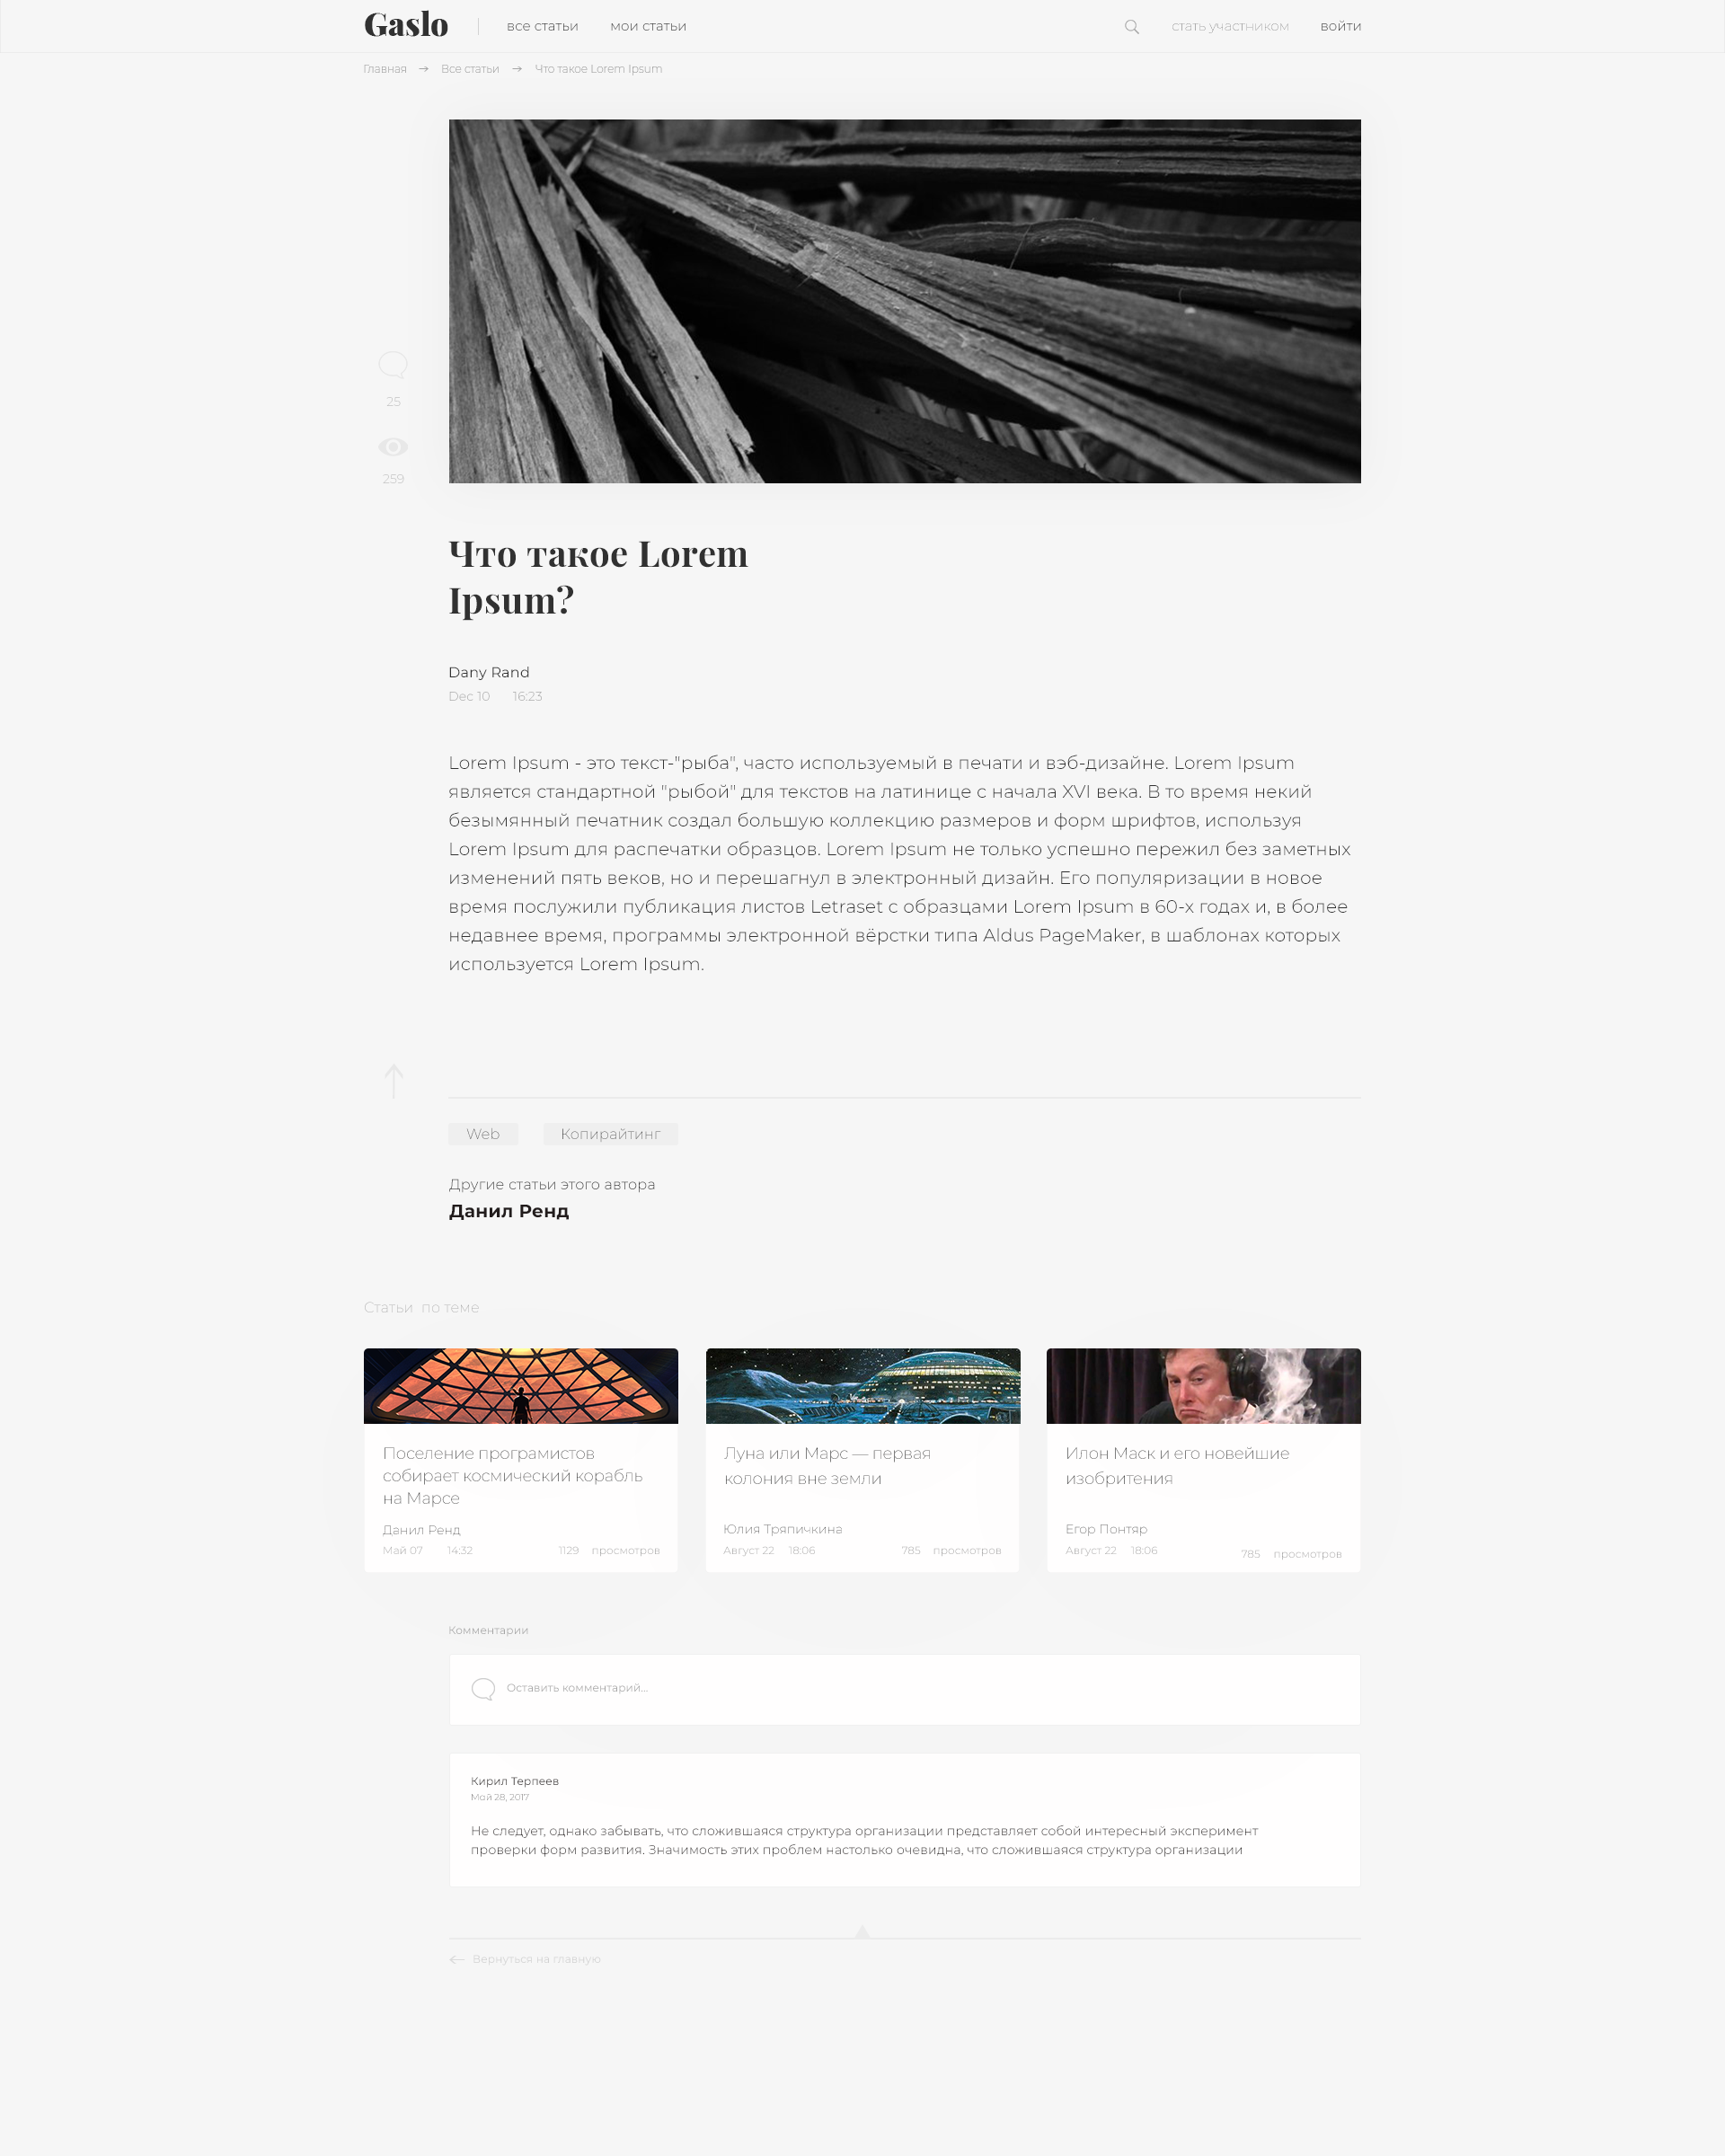 Gaslo
все статьи
мои статьи
стать участником
войти
Главная → Все статьи → Что такое Lorem Ipsum
25
259
Что такое Lorem
Ipsum?
Dany Rand
Dec 10 16:23
Lorem Ipsum - это текст-"рыба", часто используемый в печати и вэб-дизайне. Lorem Ipsum
является стандартной "рыбой" для текстов на латинице с начала XVI века. В то время некий
безымянный печатник создал большую коллекцию размеров и форм шрифтов, используя
Lorem Ipsum для распечатки образцов. Lorem Ipsum не только успешно пережил без заметных
изменений пять веков, но и перешагнул в электронный дизайн. Его популяризации в новое
время послужили публикация листов Letraset с образцами Lorem Ipsum в 60-х годах и, в более
недавнее время, программы электронной вёрстки типа Aldus PageMaker, в шаблонах которых
используется Lorem Ipsum.
Web
Копирайтинг
Другие статьи этого автора
Данил Ренд
Статьи по теме
Поселение програмистов
собирает космический корабль
на Марсе
Данил Ренд
Май 07 14:32 1129 просмотров
Луна или Марс — первая
колония вне земли
Юлия Тряпичкина
Август 22 18:06 785 просмотров
Илон Маск и его новейшие
изобритения
Егор Понтяр
Август 22 18:06 785 просмотров
Комментарии
Оставить комментарий...
Кирил Терпеев
Мой 28, 2017
Не следует, однако забывать, что сложившаяся структура организации представляет собой интересный эксперимент
проверки форм развития. Значимость этих проблем настолько очевидна, что сложившаяся структура организации
← Вернуться на главную